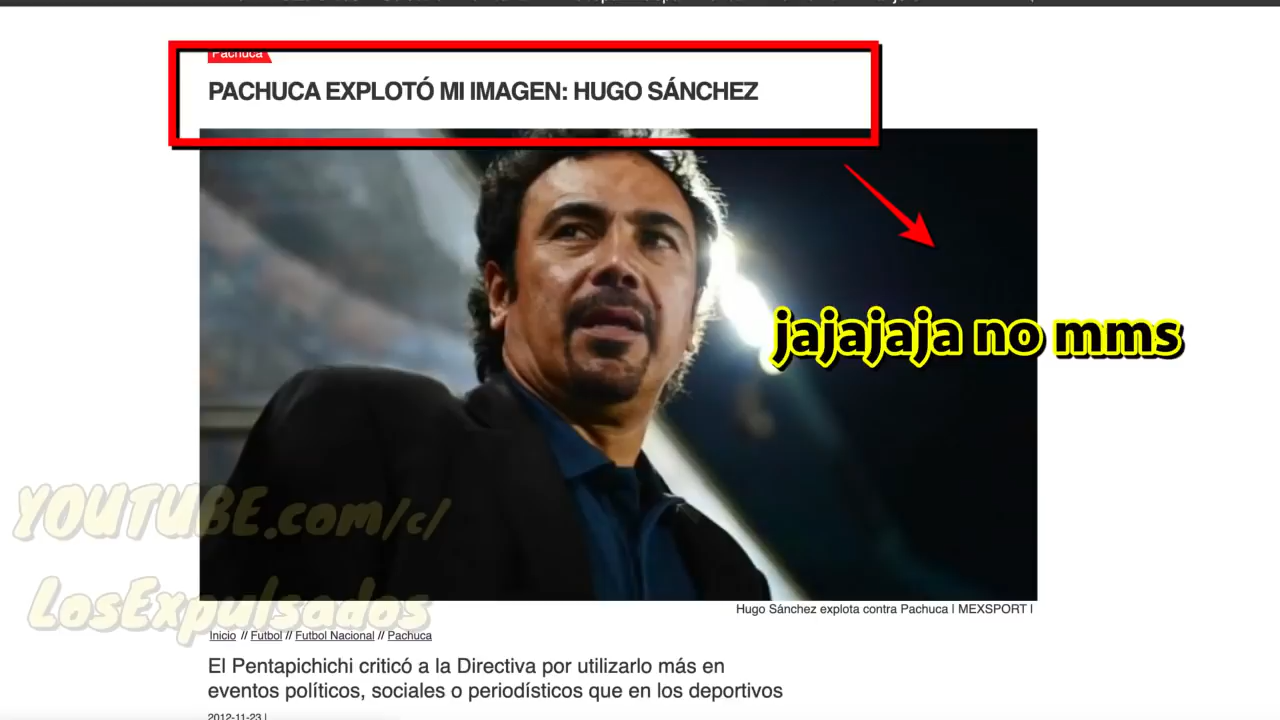 Pachuca
PACHUCA EXPLOTÓ MI IMAGEN: HUGO SÁNCHEZ
jajajaja no mms
YOUTUBE.com/c/
LosExpulsados
Hugo Sánchez explota contra Pachuca | MEXSPORT |
Inicio // Futbol // Futbol Nacional // Pachuca
El Pentapichichi criticó a la Directiva por utilizarlo más en
eventos políticos, sociales o periodísticos que en los deportivos
2012-11-23 |